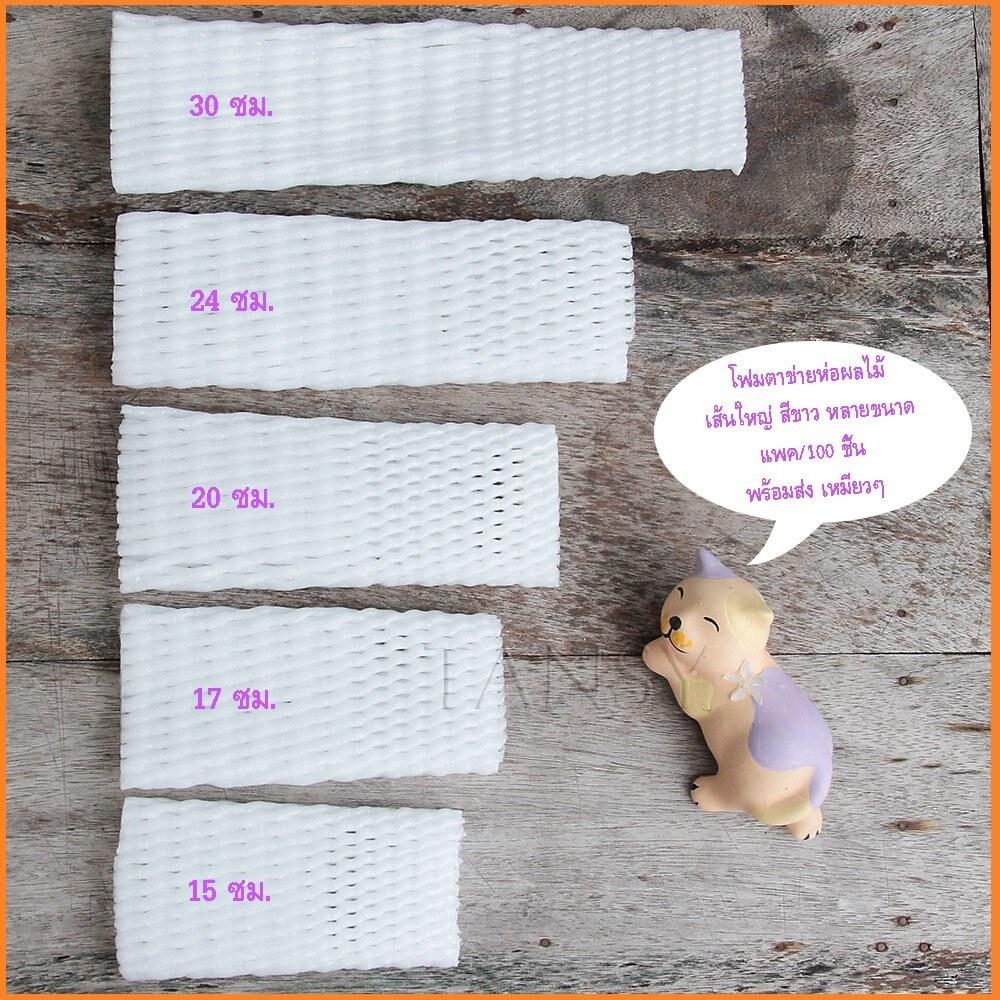 30 ซม.
24 ซม.
โฟมตาข่ายห่อผลไม้
เส้นใหญ่ สีขาว หลายขนาด
แพค/100 ชิ้น
พร้อมส่ง เหมียวๆ
20 ซม.
17 ซม.
15 ซม.